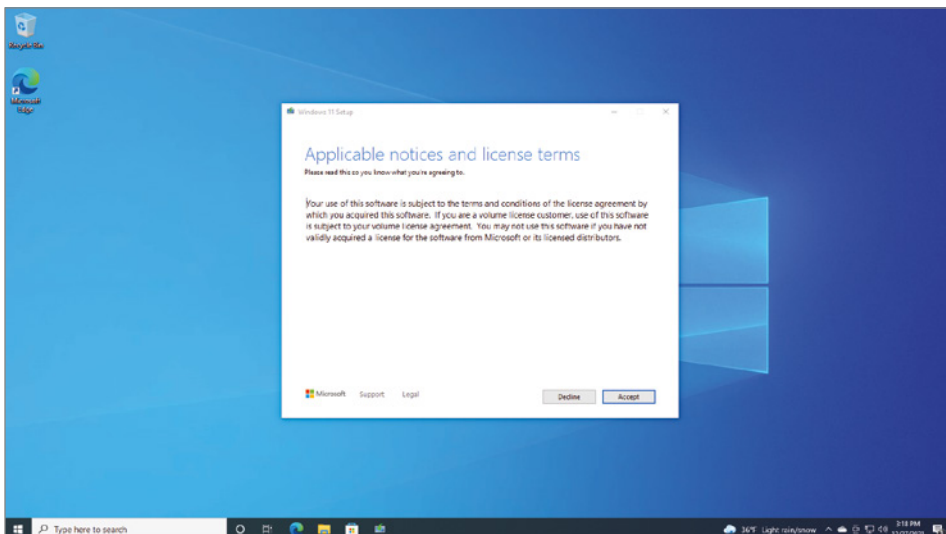 Recycle Bin
Microsoft
Edge
Windows 11 Setup
Applicable notices and license terms
Please read this so you know what you're agreeing to.
Your use of this software is subject to the terms and conditions of the license agreement by
which you acquired this software. If you are a volume license customer, use of this software
is subject to your volume license agreement. You may not use this software if you have not
validly acquired a license for the software from Microsoft or its licensed distributors.
Microsoft Support Legal
Decline Accept
Type here to search
36°F Light rain/snow
3:18 PM